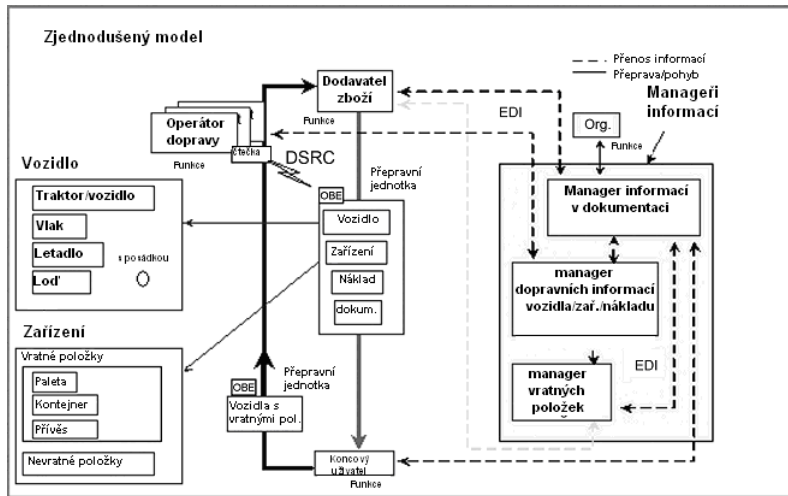 Zjednodušený model
Přenos informací
Přeprava/pohyb
Manageři
informací
Dodavatel
zboží
Funkce
EDI
Org.
Funkce
Operátor
dopravy
čtečka
Funkce
DSRC
Přepravní
jednotka
OBE
Vozidlo
Zařízení
Náklad
dokum.
Vozidlo
Traktor/vozidlo
Vlak
Letadlo
Loď
s posádkou
Manager informací
v dokumentaci
manager
dopravních informací
vozidla/zař./nákladu
manager
vratných
položek
EDI
Zařízení
Vratné položky
Paleta
Kontejner
Přívěs
Nevratné položky
Přepravní
jednotka
OBE
Vozidla s
vratnými pol.
Koncový
uživatel
Funkce